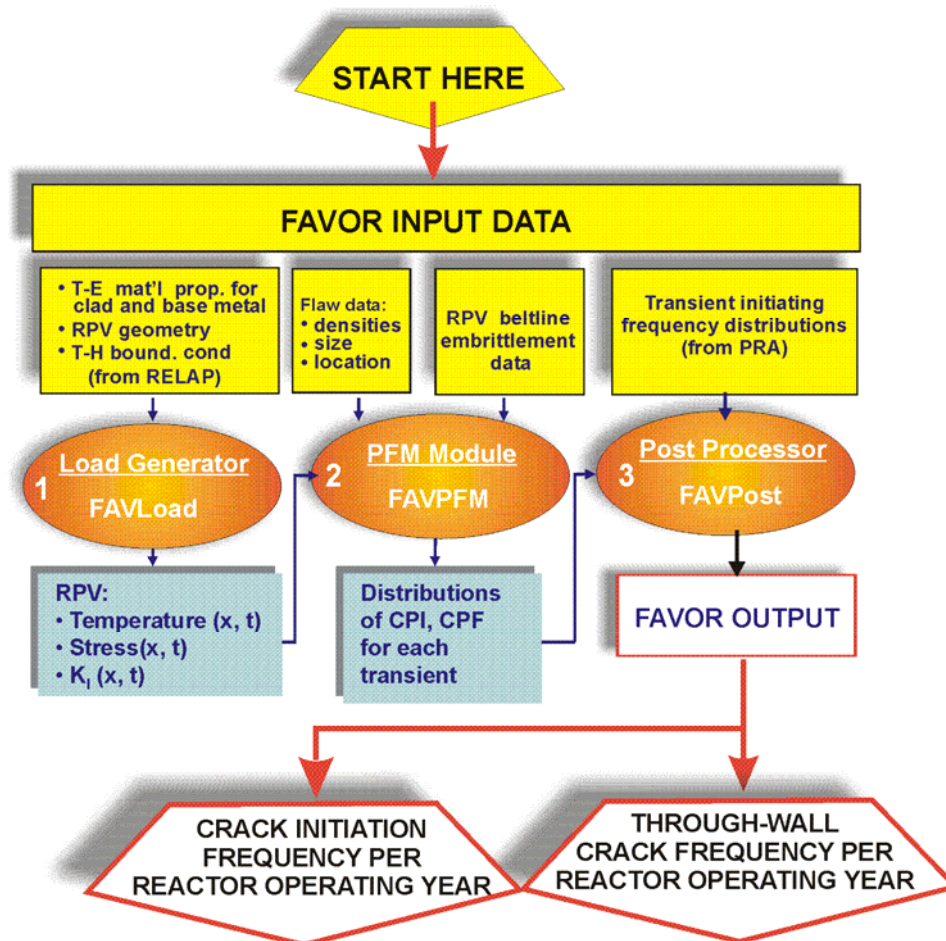 START HERE
FAVOR INPUT DATA
• T-E mat'l prop. for
clad and base metal
• RPV geometry
• T-H bound. cond
(from RELAP)
Flaw data:
• densities
• size
• location
RPV beltline
embrittlement
data
Transient initiating
frequency distributions
(from PRA)
1
Load Generator
FAVLoad
2
PFM Module
FAVPFM
3
Post Processor
FAVPost
RPV:
• Temperature (x, t)
• Stress(x, t)
• K_I (x, t)
Distributions
of CPI, CPF
for each
transient
FAVOR OUTPUT
CRACK INITIATION
FREQUENCY PER
REACTOR OPERATING YEAR
THROUGH-WALL
CRACK FREQUENCY PER
REACTOR OPERATING YEAR